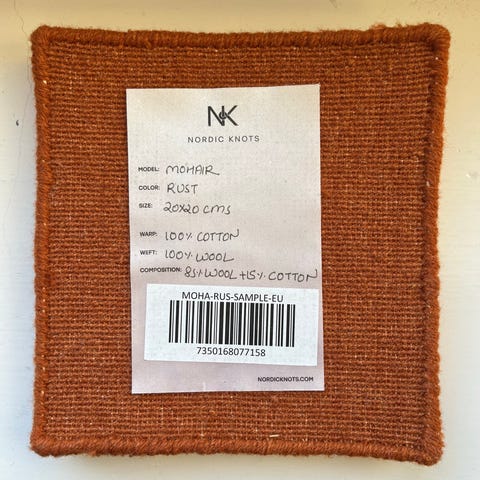 NK
NORDIC KNOTS
MODEL: MOHAIR
COLOR: RUST
SIZE: 20x20 cms
WARP: 100% COTTON
WEFT: 100% WOOL
COMPOSITION: 85% WOOL +15% COTTON
MOHA-RUS-SAMPLE-EU
7350168077158
NORDICKNOTS.COM